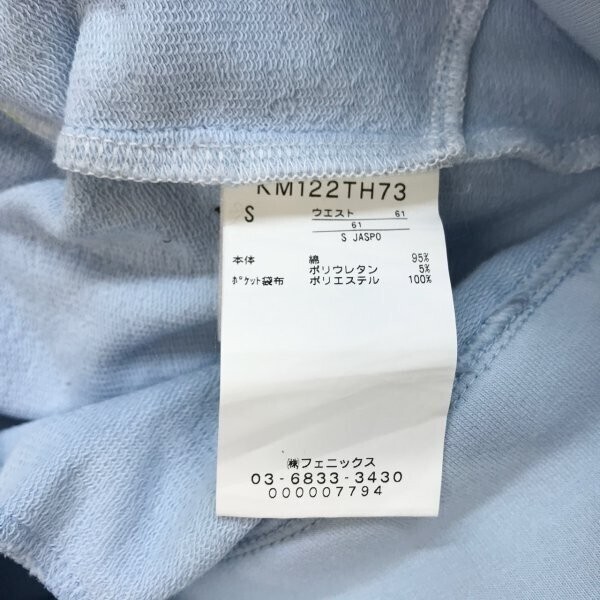 KM122TH73
S ウエスト 61
61
S JASPO
本体 綿 95%
ポリウレタン 5%
ポケット袋布 ポリエステル 100%
㈱フェニックス
03-6833-3430
000007794